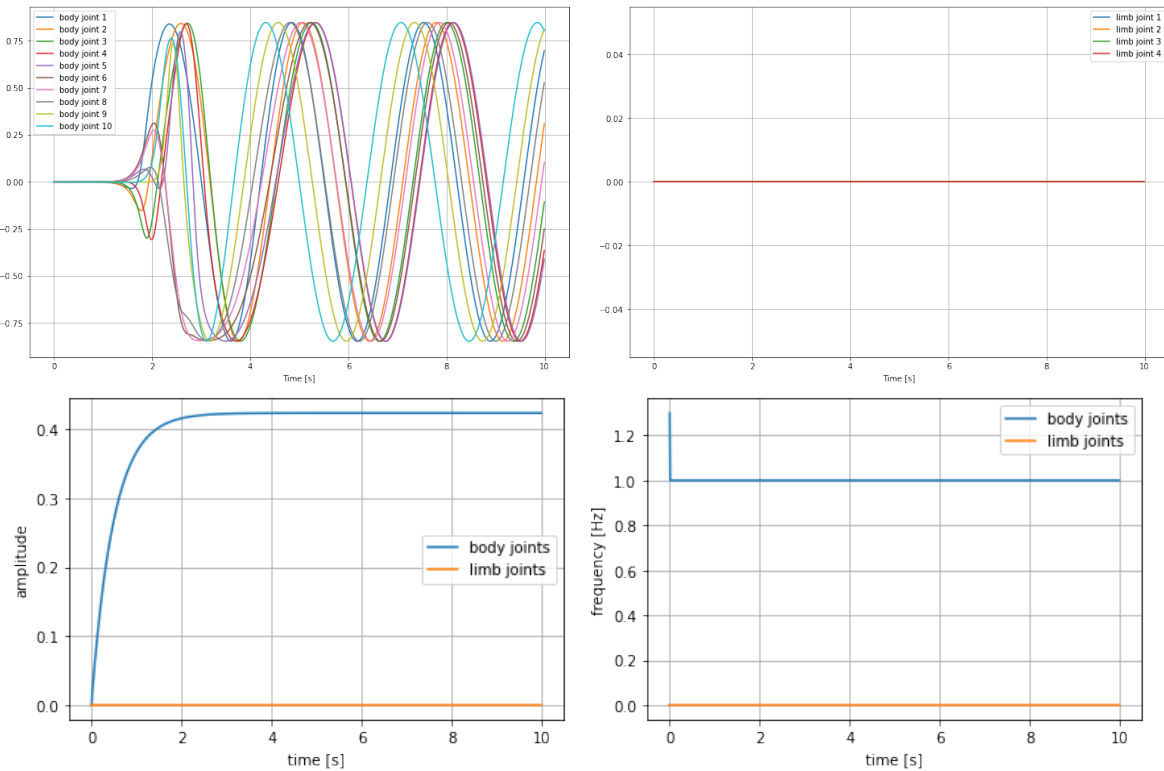 body joint 1
body joint 2
body joint 3
body joint 4
body joint 5
body joint 6
body joint 7
body joint 8
body joint 9
body joint 10
0.75
0.50
0.25
0.00
−0.25
−0.50
−0.75
0 2 4 6 8 10
Time [s]
limb joint 1
limb joint 2
limb joint 3
limb joint 4
0.04
0.02
0.00
−0.02
−0.04
0 2 4 6 8 10
Time [s]
amplitude
0.4
0.3
0.2
0.1
0.0
body joints
limb joints
0 2 4 6 8 10
time [s]
frequency [Hz]
1.2
1.0
0.8
0.6
0.4
0.2
0.0
body joints
limb joints
0 2 4 6 8 10
time [s]